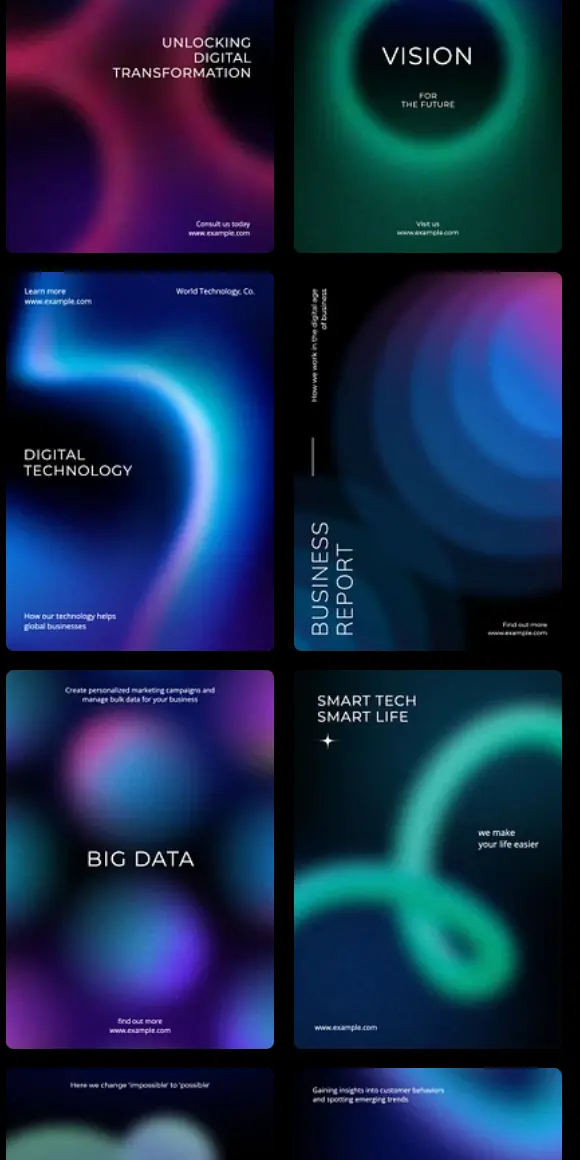 UNLOCKING
DIGITAL
TRANSFORMATION
Consult us today
www.example.com
VISION
FOR
THE FUTURE
Visit us
www.example.com
Learn more
www.example.com
World Technology, Co.
DIGITAL
TECHNOLOGY
How our technology helps
global businesses
How we work in the digital age
of business
BUSINESS
REPORT
Find out more
www.example.com
Create personalized marketing campaigns and
manage bulk data for your business
BIG DATA
find out more
www.example.com
SMART TECH
SMART LIFE
we make
your life easier
www.example.com
Here we change 'impossible' to 'possible'
Gaining insights into customer behaviors
and spotting emerging trends